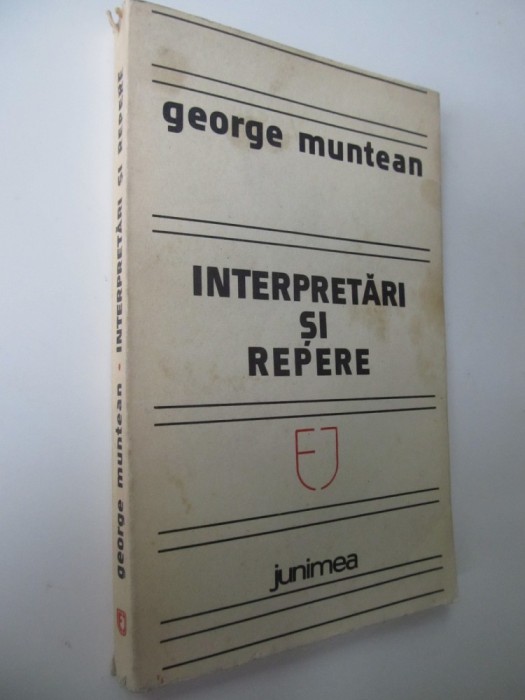 george muntean
INTERPRETĂRI
ȘI
REPERE
EJ
junimea
george muntean • INTERPRETĂRI ȘI REPERE